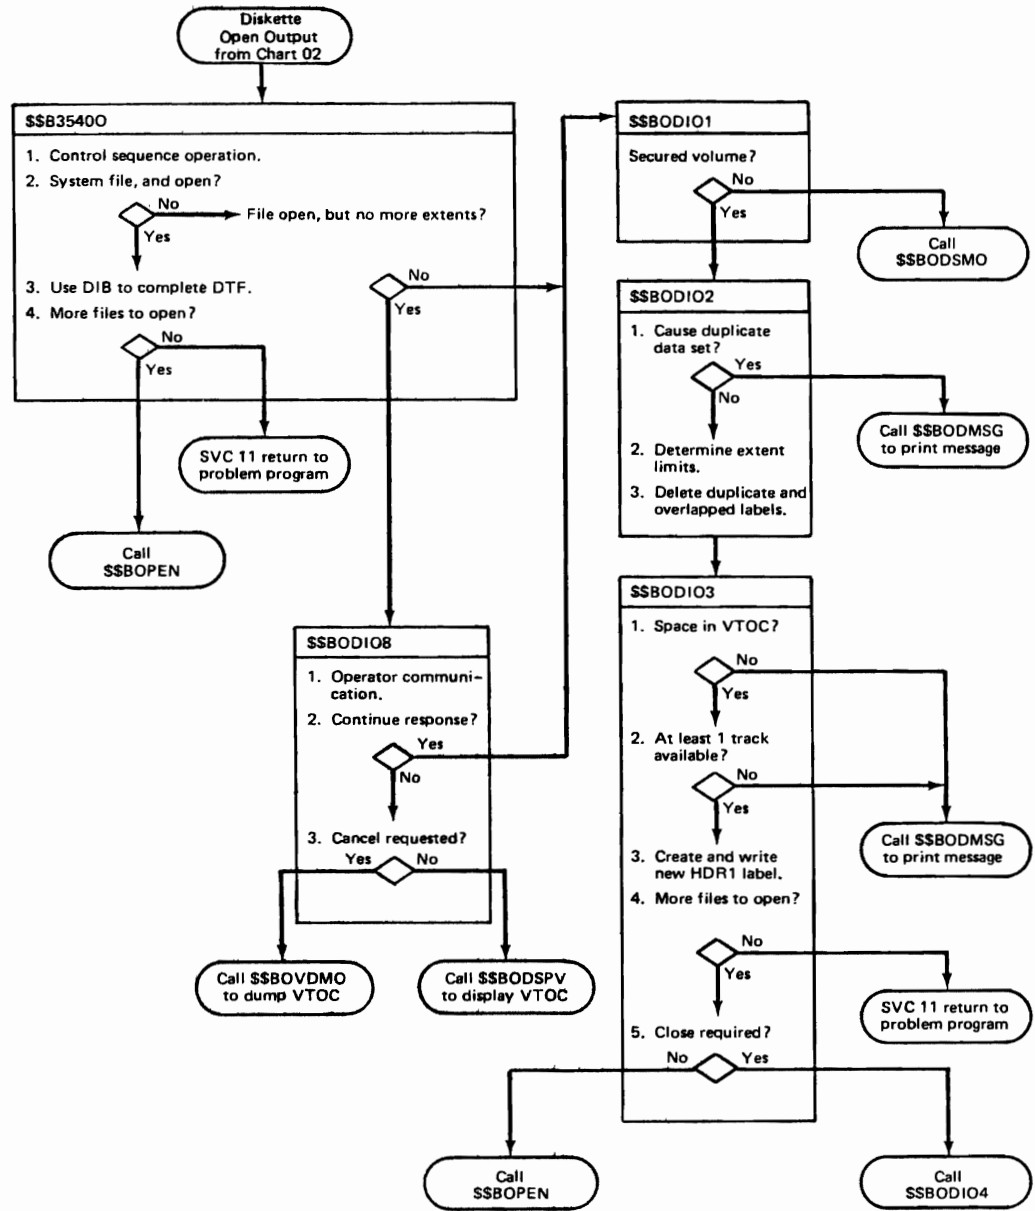 Diskette
Open Output
from Chart 02
$$B3540O
1. Control sequence operation.
2. System file, and open?
No
File open, but no more extents?
Yes
3. Use DIB to complete DTF.
4. More files to open?
No
Yes
No
Yes
SVC 11 return to
problem program
Call
$$BOPEN
$$BODIO8
1. Operator communi-
cation.
2. Continue response?
Yes
No
3. Cancel requested?
Yes
No
Call $$BOVDMO
to dump VTOC
Call $$BODSPV
to display VTOC
$$BODIO1
Secured volume?
No
Yes
Call
$$BODSMO
$$BODIO2
1. Cause duplicate
data set?
Yes
No
Call $$BODMSG
to print message
2. Determine extent
limits.
3. Delete duplicate and
overlapped labels.
$$BODIO3
1. Space in VTOC?
No
Yes
2. At least 1 track
available?
No
Yes
Call $$BODMSG
to print message
3. Create and write
new HDR1 label.
4. More files to open?
No
Yes
SVC 11 return to
problem program
5. Close required?
No
Yes
Call
$$BOPEN
Call
$$BODIO4